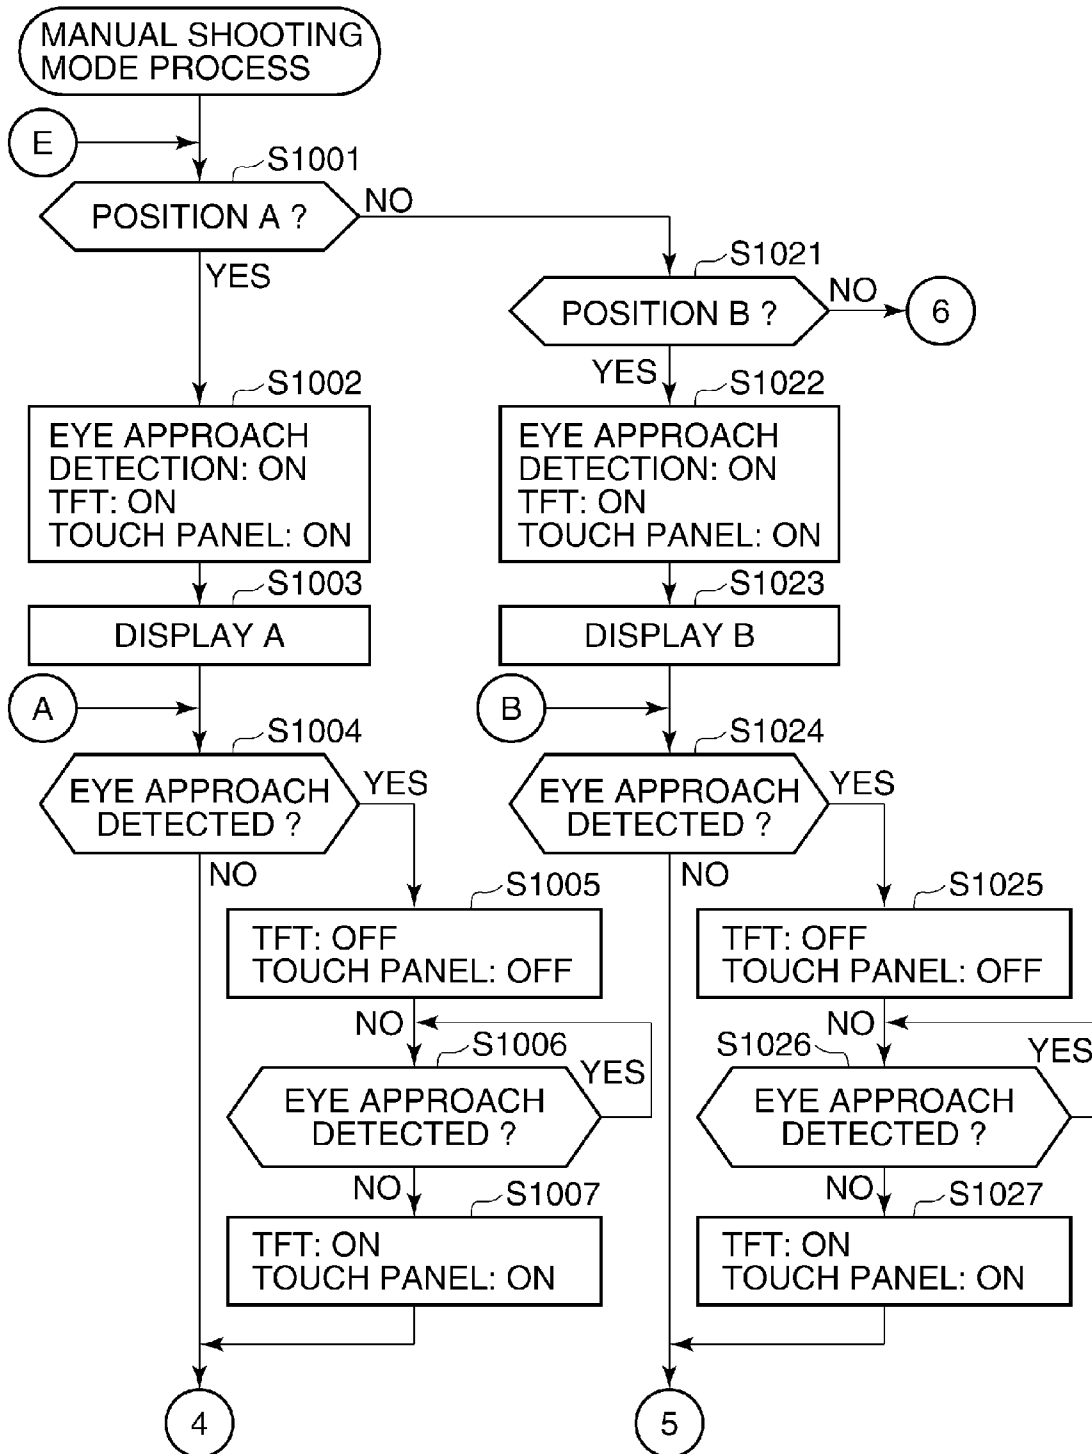 MANUAL SHOOTING
MODE PROCESS
E
S1001
POSITION A ?
NO
YES
S1021
POSITION B ?
NO
6
YES
S1002
EYE APPROACH
DETECTION: ON
TFT: ON
TOUCH PANEL: ON
S1022
EYE APPROACH
DETECTION: ON
TFT: ON
TOUCH PANEL: ON
S1003
DISPLAY A
S1023
DISPLAY B
A
B
S1004
EYE APPROACH
DETECTED ?
YES
NO
S1024
EYE APPROACH
DETECTED ?
YES
NO
S1005
TFT: OFF
TOUCH PANEL: OFF
S1025
TFT: OFF
TOUCH PANEL: OFF
NO
S1006
YES
EYE APPROACH
DETECTED ?
NO
NO
S1026
YES
EYE APPROACH
DETECTED ?
NO
S1007
TFT: ON
TOUCH PANEL: ON
S1027
TFT: ON
TOUCH PANEL: ON
4
5